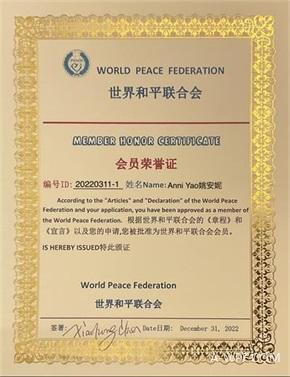 PEACE
WORLD PEACE FEDERATION
世界和平联合会
MEMBER HONOR CERTIFICATE
会员荣誉证
编号ID: 20220311-1 姓名Name: Anni Yao姚安妮
According to the "Articles" and "Declaration" of the World Peace
Federation and your application, you have been approved as a member of
the World Peace Federation. 根据世界和平联合会的《章程》和
《宣言》以及您的申请,您被批准为世界和平联合会会员。
IS HEREBY ISSUED特此颁证
World Peace Federation
世界和平联合会
签署: Date日期: December 31, 2022